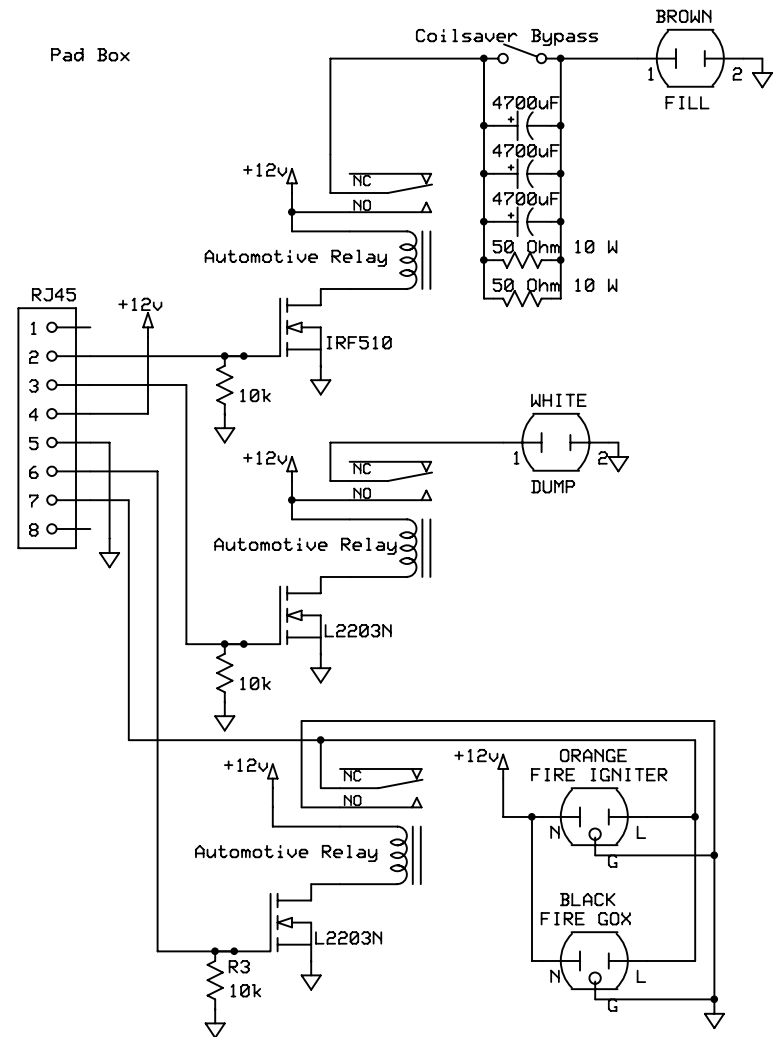 BROWN
Coilsaver Bypass
Pad Box
1 2
FILL
4700uF
+
4700uF
+
+12v
NC
4700uF
+
NO
50 Ohm 10 W
Automotive Relay
50 Ohm 10 W
RJ45
+12v
1
IRF510
2
3
10k
WHITE
4
5
+12v
1 2
NC
6
DUMP
NO
7
8
Automotive Relay
L2203N
10k
ORANGE
+12v
+12v
NC
FIRE IGNITER
NO
N L
Automotive Relay
G
BLACK
FIRE GOX
L2203N
R3
N L
10k
G